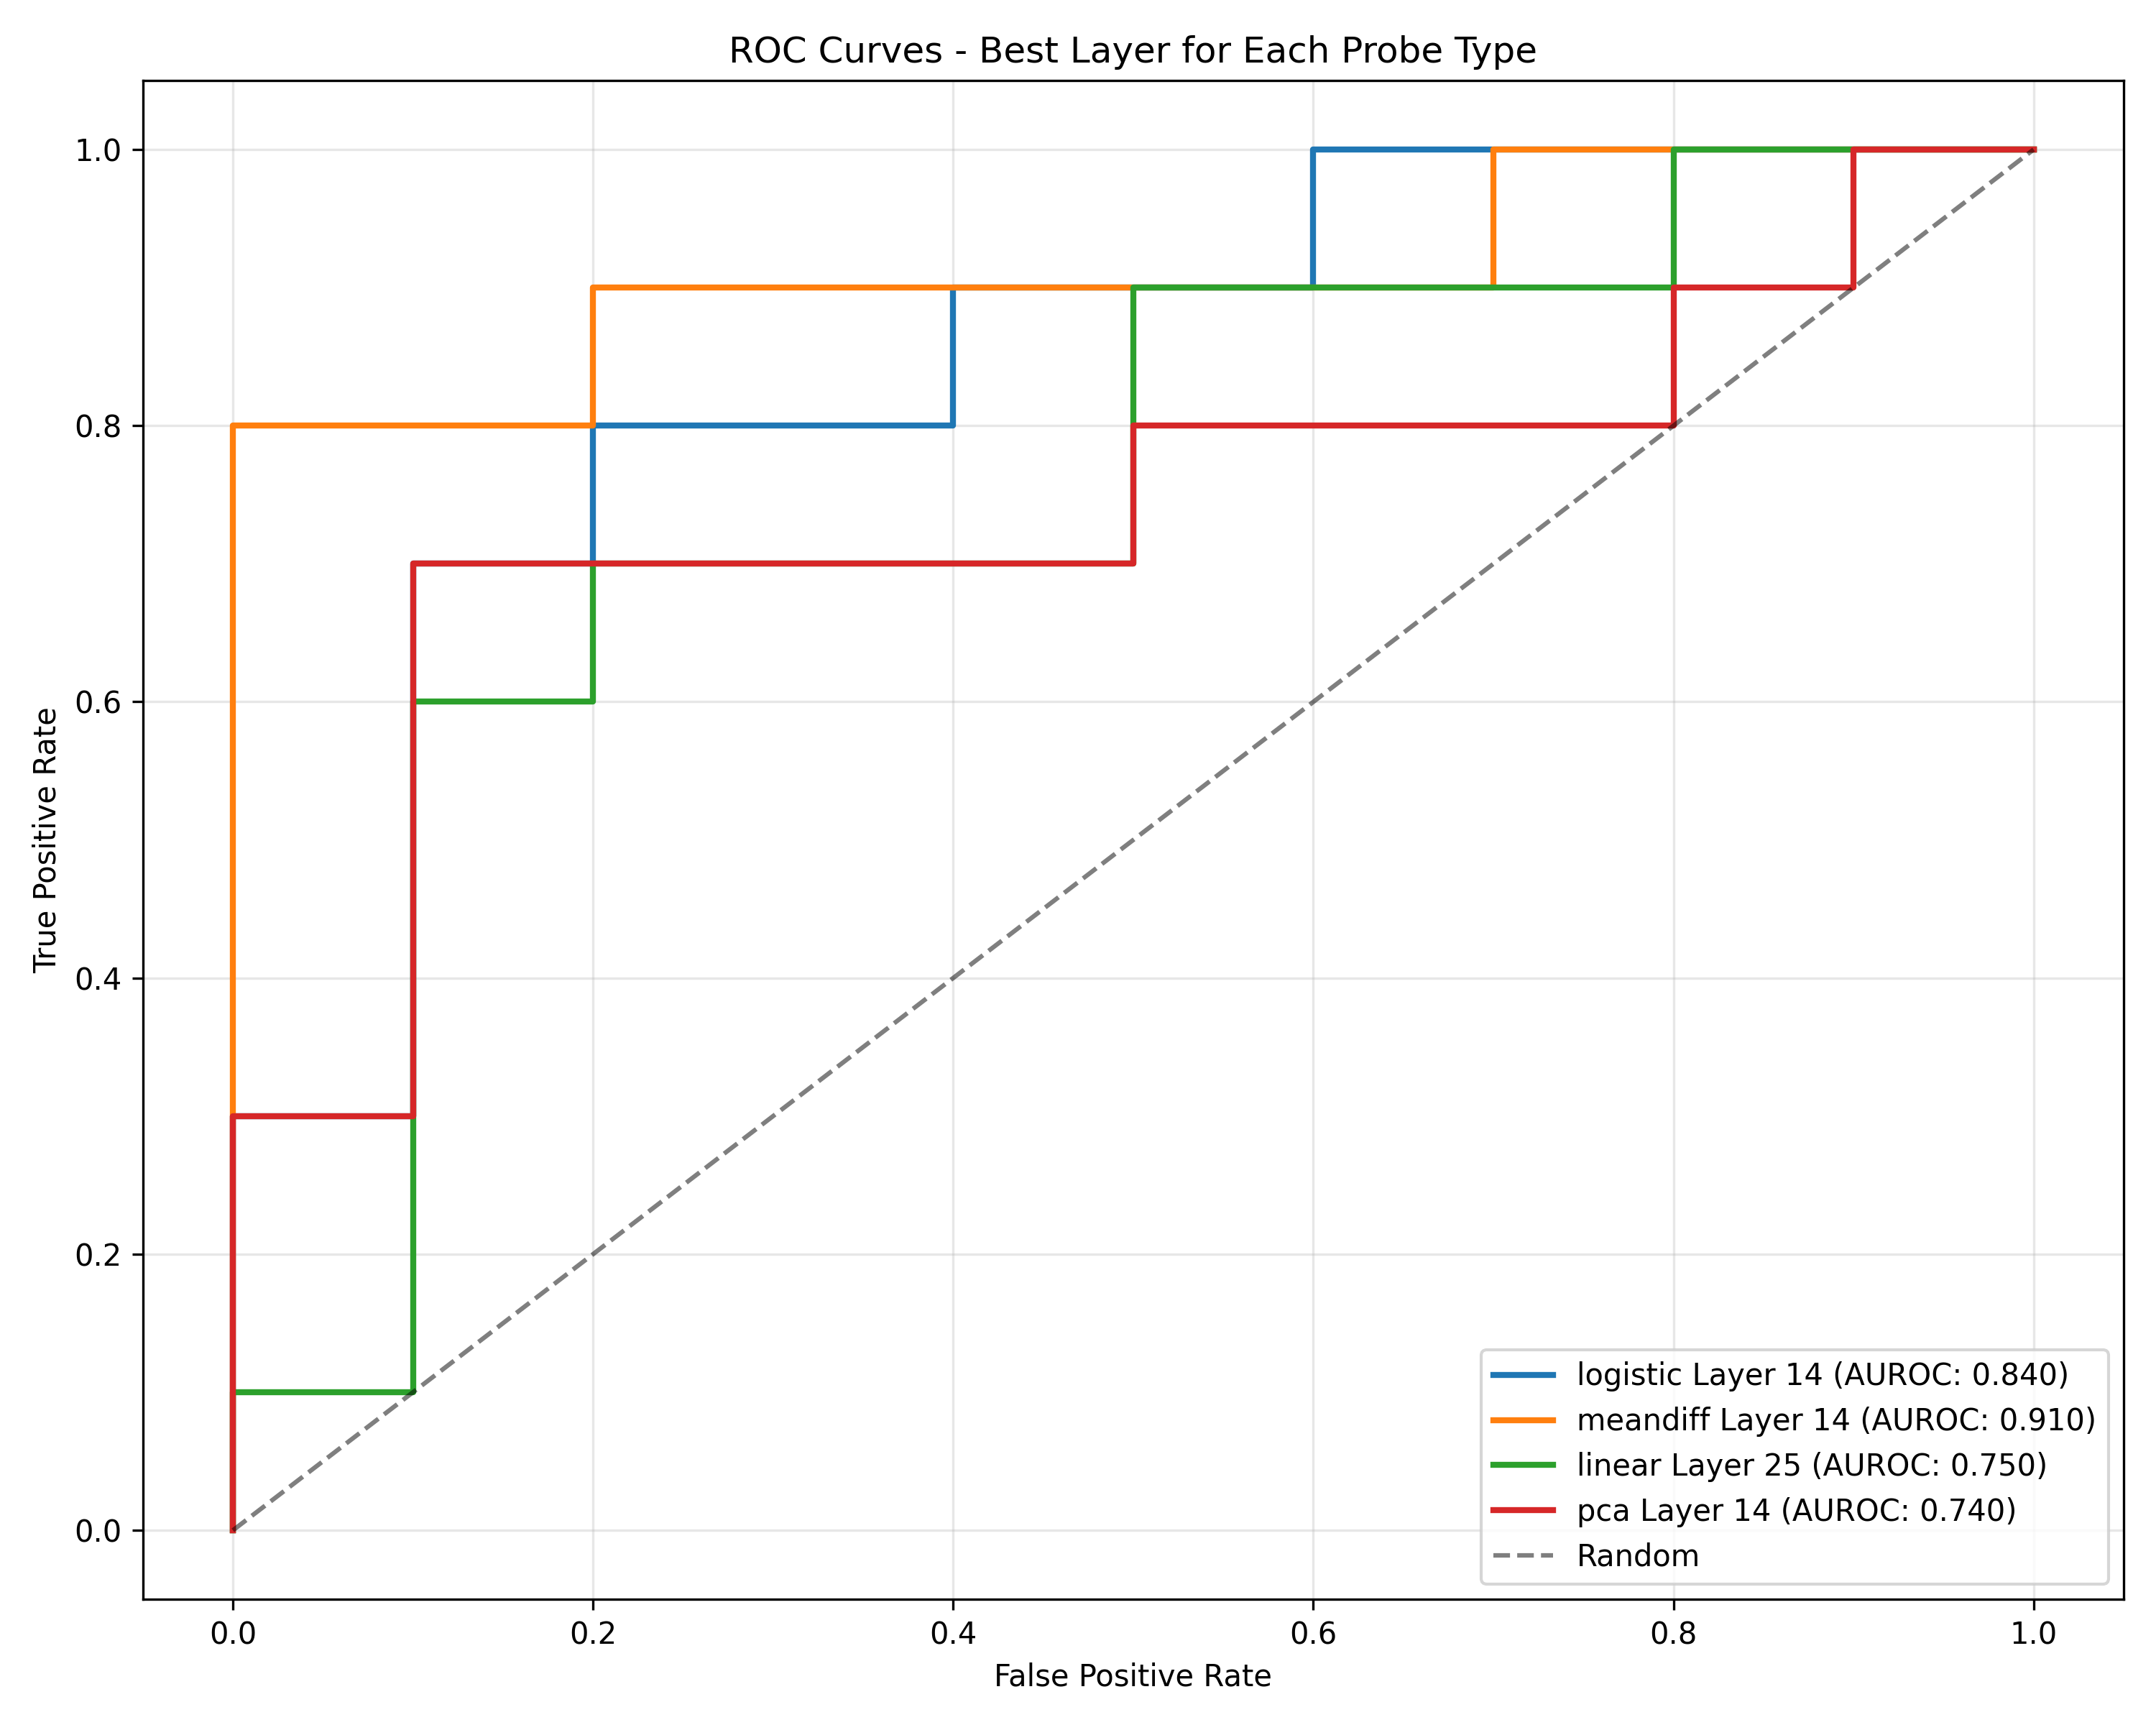 ROC Curves - Best Layer for Each Probe Type
True Positive Rate
1.0
0.8
0.6
0.4
0.2
0.0
0.0 0.2 0.4 0.6 0.8 1.0
False Positive Rate
logistic Layer 14 (AUROC: 0.840)
meandiff Layer 14 (AUROC: 0.910)
linear Layer 25 (AUROC: 0.750)
pca Layer 14 (AUROC: 0.740)
Random